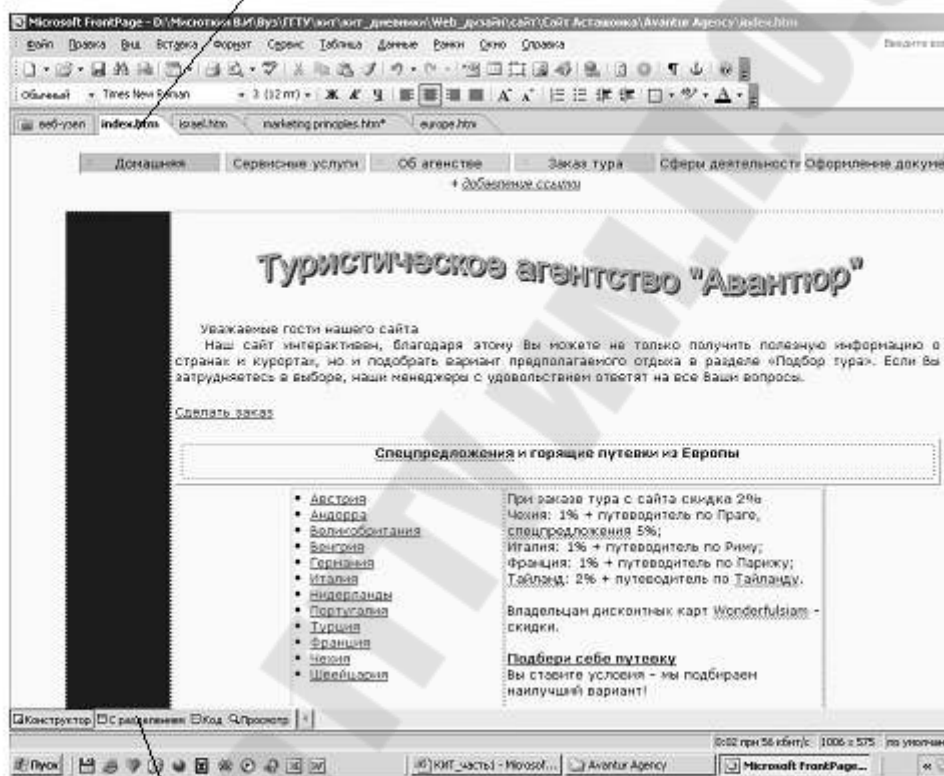 Microsoft FrontPage - D:\Мисюткин В.И\Вуз\ГГТУ\кит\кит_дневники\Web_дизайн\сайт\Сайт Асташонка\Avantur Agency\index.htm
Файл Правка Вид Вставка Формат Сервис Таблица Данные Рамки Окно Справка
Обычный Times New Roman 3 (12 пт) Ж К Ч
веб-узел index.htm israel.htm marketing principles.htm* europe.htm
Домашняя Сервисные услуги Об агенстве Заказ тура Сферы деятельности Оформление докуме
+ добавление ссылки
Туристическое агентство "Авантюр"
Уважаемые гости нашего сайта
Наш сайт интерактивен, благодаря этому Вы можете не только получить полезную информацию о
странах и курортах, но и подобрать вариант предполагаемого отдыха в разделе «Подбор тура». Если Вы
затрудняетесь в выборе, наши менеджеры с удовольствием ответят на все Ваши вопросы.
Сделать заказ
Спецпредложения и горящие путевки из Европы
• Австрия
• Андорра
• Великобритания
• Венгрия
• Германия
• Италия
• Нидерланды
• Португалия
• Турция
• Франция
• Чехия
• Швейцария
При заказе тура с сайта скидка 2%
Чехия: 1% + путеводитель по Праге,
спецпредложения 5%;
Италия: 1% + путеводитель по Риму;
Франция: 1% + путеводитель по Парижу;
Тайланд: 2% + путеводитель по Тайланду.
Владельцам дисконтных карт Wonderfulsiam -
скидки.
Подбери себе путевку
Вы ставите условия - мы подбираем
наилучший вариант!
Конструктор С разделением Код Просмотр
0:02 при 56 кбит/с 1006 x 575 по умолчан
Пуск КИТ_часть1 - Microsof... Avantur Agency Microsoft FrontPage...